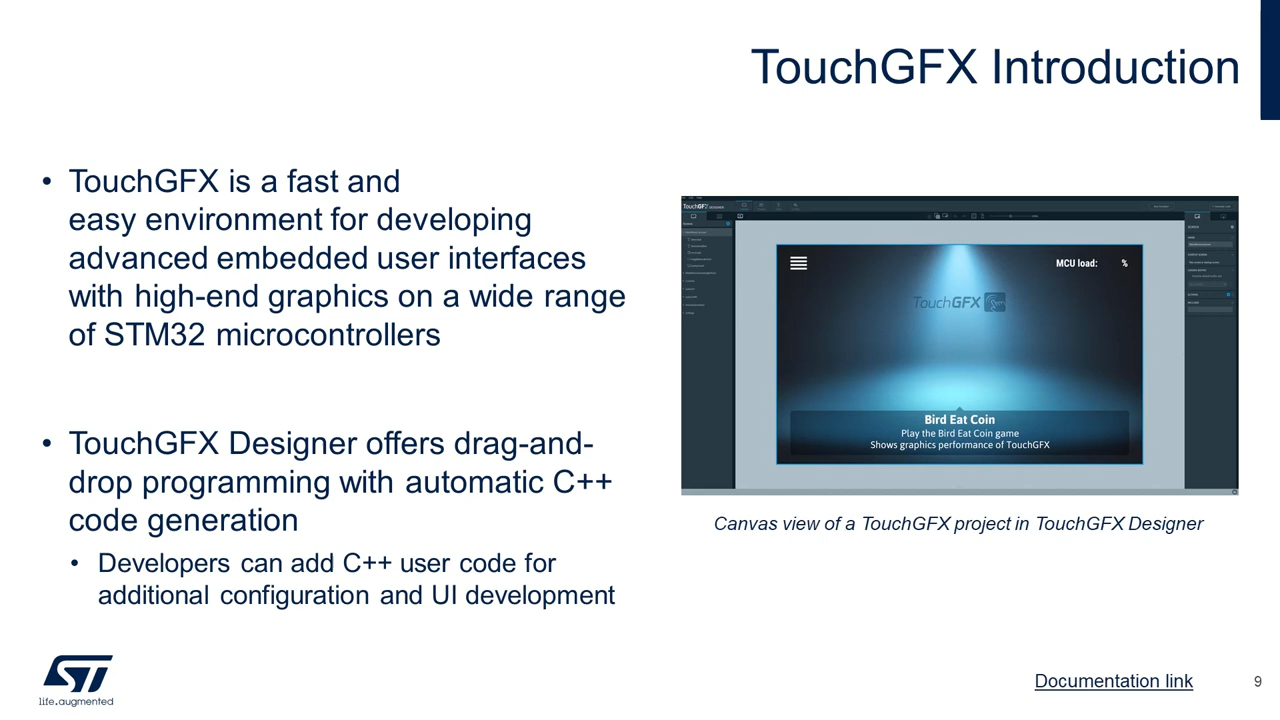 TouchGFX Introduction
• TouchGFX is a fast and
easy environment for developing
advanced embedded user interfaces
with high-end graphics on a wide range
of STM32 microcontrollers
• TouchGFX Designer offers drag-and-
drop programming with automatic C++
code generation
• Developers can add C++ user code for
additional configuration and UI development
TouchGFX DESIGNER
MCU load: %
TouchGFX
Bird Eat Coin
Play the Bird Eat Coin game
Shows graphics performance of TouchGFX
Canvas view of a TouchGFX project in TouchGFX Designer
ST
life.augmented
Documentation link
9